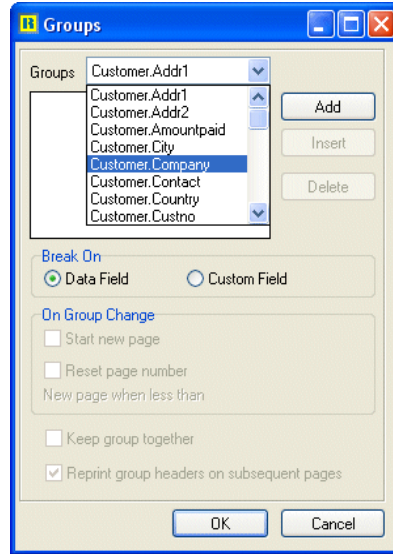 Groups
Groups Customer.Addr1
Customer.Addr1
Customer.Addr2
Customer.Amountpaid
Customer.City
Customer.Company
Customer.Contact
Customer.Country
Customer.Custno
Add
Insert
Delete
Break On
Data Field Custom Field
On Group Change
Start new page
Reset page number
New page when less than
Keep group together
Reprint group headers on subsequent pages
OK Cancel